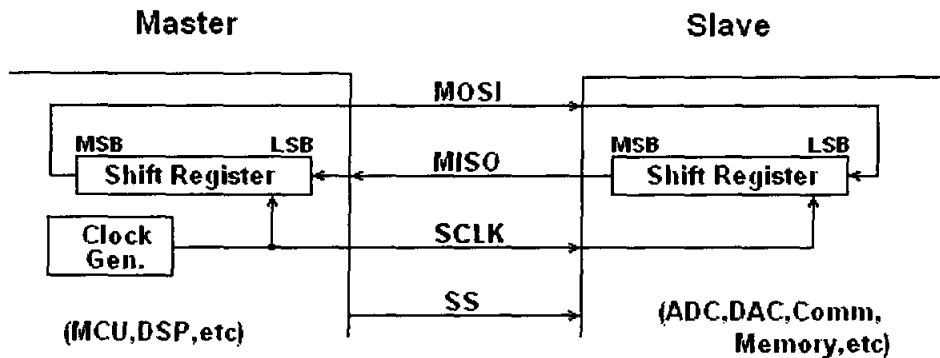 Master
Slave
MOSI
MSB
LSB
MISO
MSB
LSB
Shift Register
Shift Register
Clock
Gen.
SCLK
SS
(MCU,DSP,etc)
(ADC,DAC,Comm,
Memory,etc)